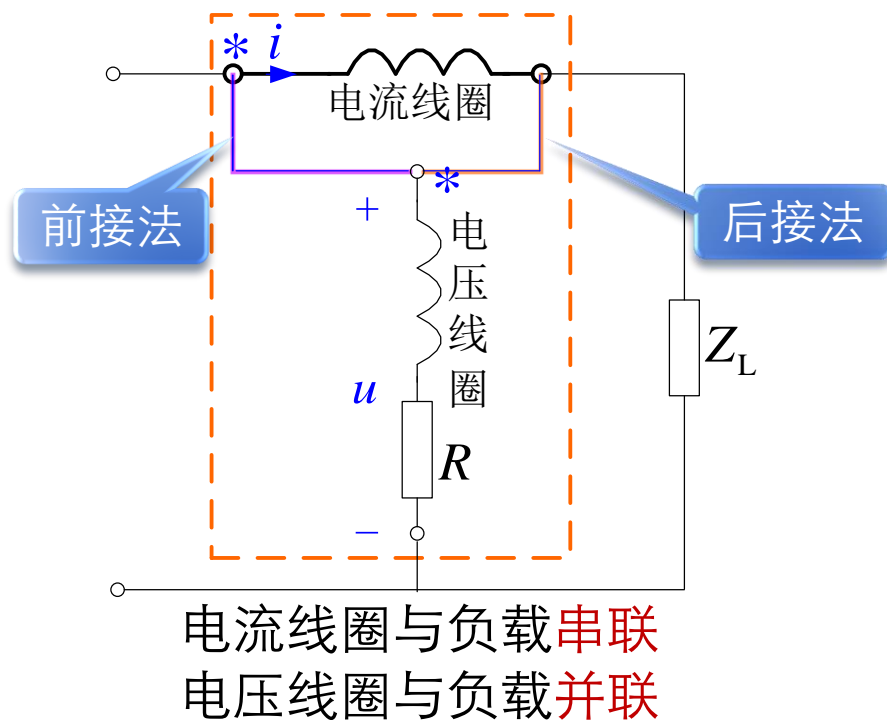 * i
电流线圈
前接法
后接法
*
+
电压线圈
u
Z_L
R
−
电流线圈与负载串联
电压线圈与负载并联